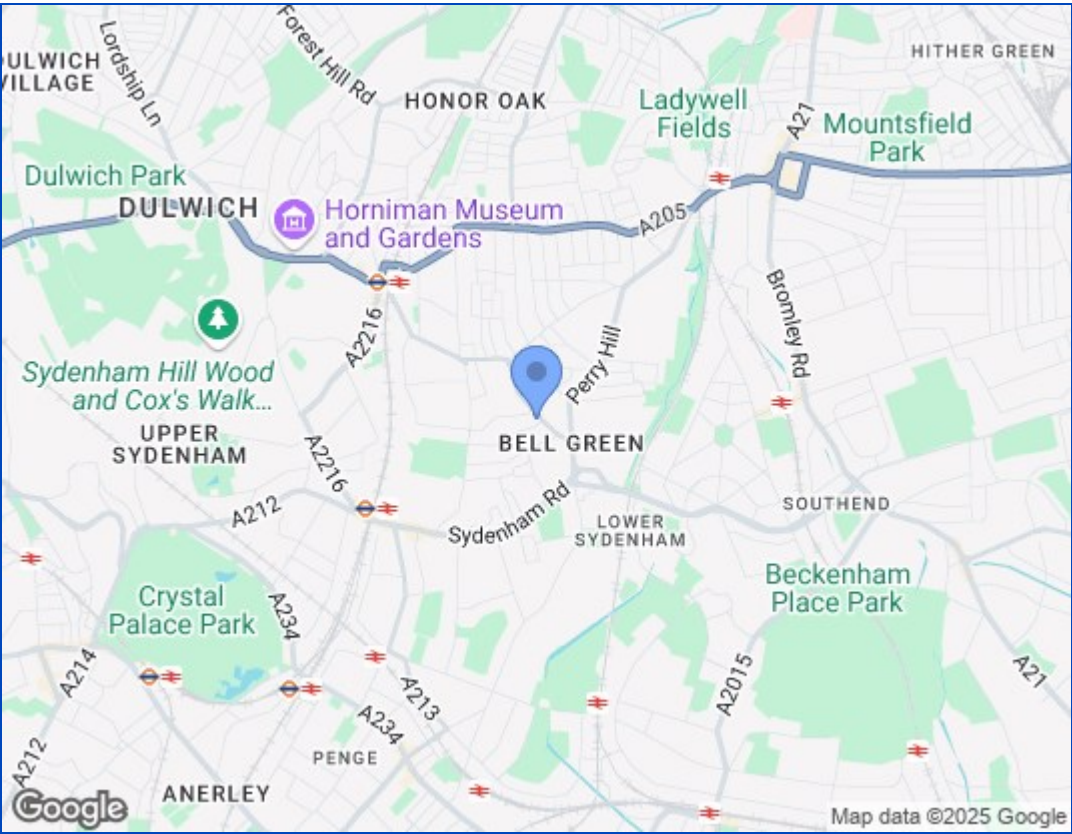 Lordship Ln
Forest Hill Rd
ULWICH
VILLAGE
HITHER GREEN
HONOR OAK
Ladywell
Fields
A21
Mountsfield
Park
Dulwich Park
DULWICH
Horniman Museum
and Gardens
A205
A2216
Bromley Rd
Perry Hill
Sydenham Hill Wood
and Cox's Walk...
UPPER
SYDENHAM
BELL GREEN
A2216
A212
Sydenham Rd
LOWER
SYDENHAM
SOUTHEND
Crystal
Palace Park
A234
Beckenham
Place Park
A214
A213
A234
A2015
A21
A212
PENGE
ANERLEY
Google
Map data ©2025 Google